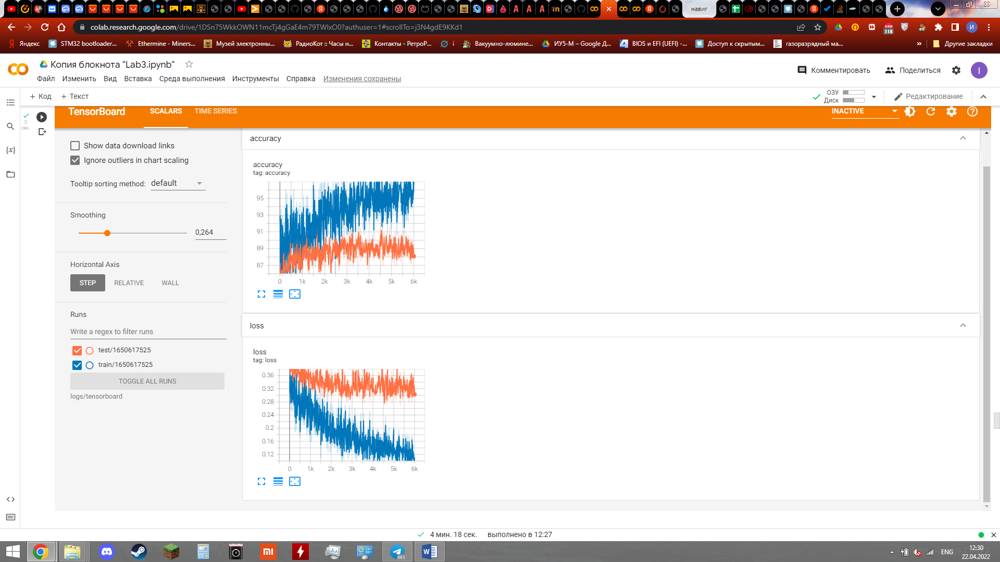 навиг
colab.research.google.com/drive/1DSn75WkkOWN11mcTj4gGaE4m79TWIxO0?authuser=1#scrollTo=j3N4gdE9KKd1
318
Яндекс
STM32 bootloader...
Ethermine - Miners...
Музей электронны...
РадиоКот :: Часы н...
Контакты - РетроР...
i
Вакуумно-люмине...
ИУ5-М – Google Д...
BIOS и EFI (UEFI) -...
Доступ к скрытым...
газоразрядный ма...
»
Другие закладки
Копия блокнота "Lab3.ipynb"
Файл Изменить Вид Вставка Среда выполнения Инструменты Справка Изменения сохранены
Комментировать
Поделиться
I
+ Код + Текст
ОЗУ
Диск
Редактирование
5
сек.
{x}
TensorBoard
SCALARS
TIME SERIES
INACTIVE
Show data download links
Ignore outliers in chart scaling
Tooltip sorting method: default
Smoothing
0,264
Horizontal Axis
STEP RELATIVE WALL
Runs
Write a regex to filter runs
test/1650617525
train/1650617525
TOGGLE ALL RUNS
logs/tensorboard
accuracy
accuracy
tag: accuracy
95
93
91
89
87
0 1k 2k 3k 4k 5k 6k
loss
loss
tag: loss
0.36
0.32
0.28
0.24
0.2
0.16
0.12
0 1k 2k 3k 4k 5k 6k
4 мин. 18 сек. выполнено в 12:27
885
ENG
12:30
22.04.2022